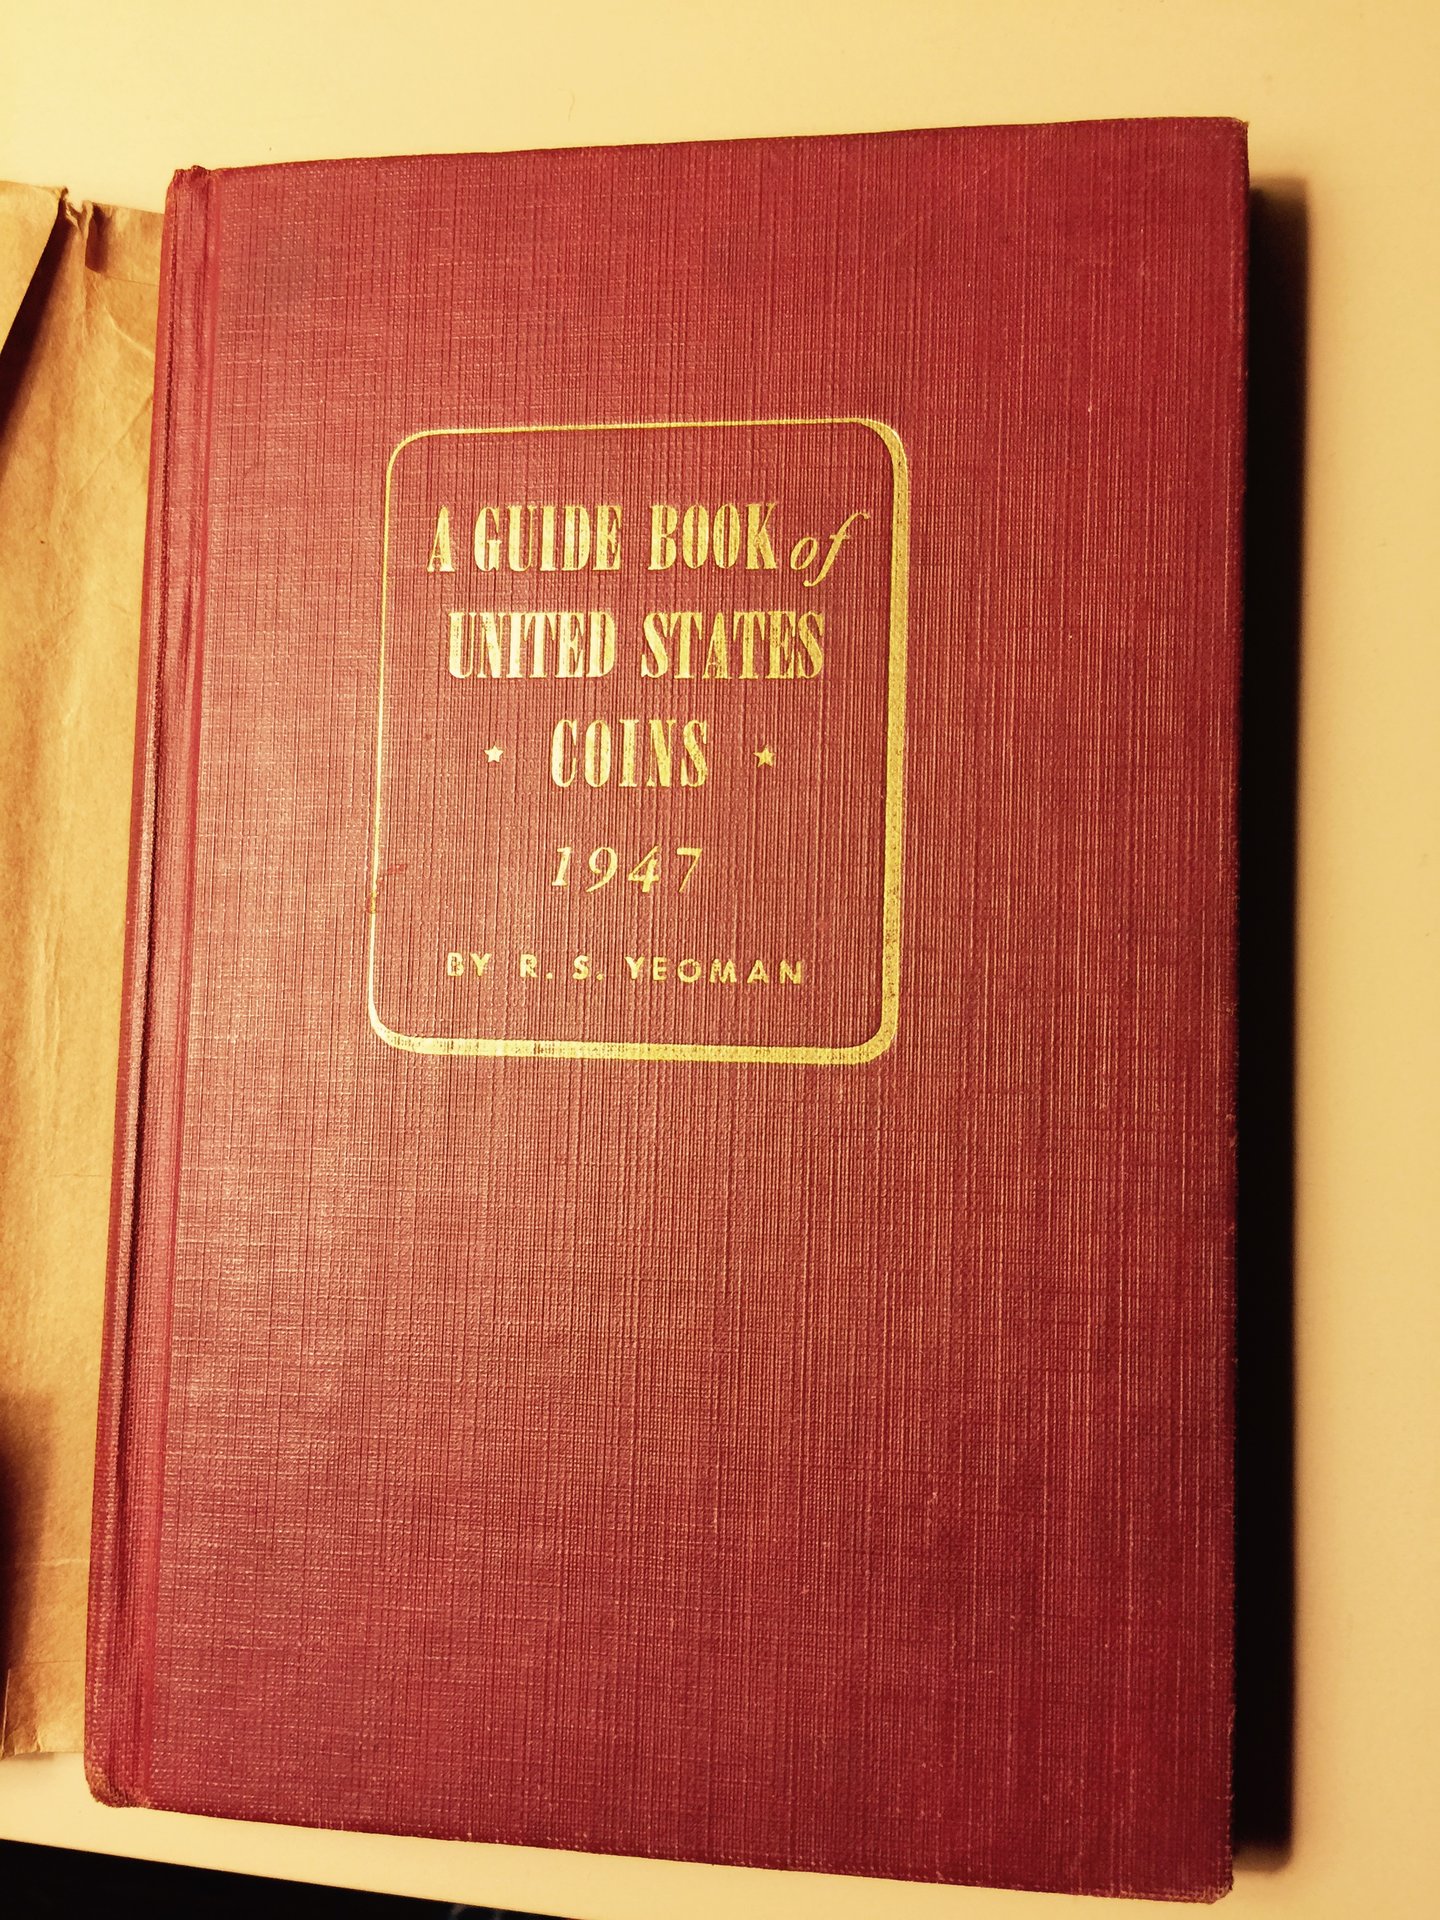 A GUIDE BOOK of
UNITED STATES
COINS
1947
BY R. S. YEOMAN